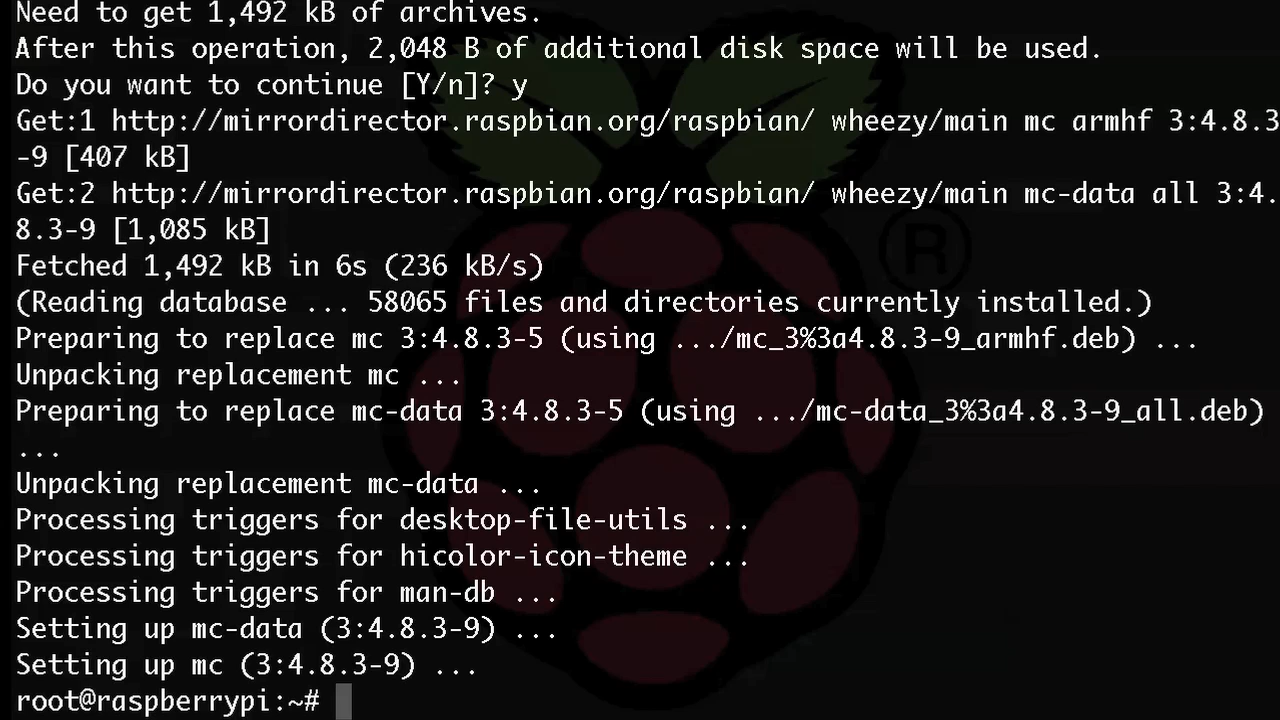 Need to get 1,492 kB of archives.
After this operation, 2,048 B of additional disk space will be used.
Do you want to continue [Y/n]? y
Get:1 http://mirrordirector.raspbian.org/raspbian/ wheezy/main mc armhf 3:4.8.3
-9 [407 kB]
Get:2 http://mirrordirector.raspbian.org/raspbian/ wheezy/main mc-data all 3:4.
8.3-9 [1,085 kB]
Fetched 1,492 kB in 6s (236 kB/s)
(Reading database ... 58065 files and directories currently installed.)
Preparing to replace mc 3:4.8.3-5 (using .../mc_3%3a4.8.3-9_armhf.deb) ...
Unpacking replacement mc ...
Preparing to replace mc-data 3:4.8.3-5 (using .../mc-data_3%3a4.8.3-9_all.deb)
...
Unpacking replacement mc-data ...
Processing triggers for desktop-file-utils ...
Processing triggers for hicolor-icon-theme ...
Processing triggers for man-db ...
Setting up mc-data (3:4.8.3-9) ...
Setting up mc (3:4.8.3-9) ...
root@raspberrypi:~#
®